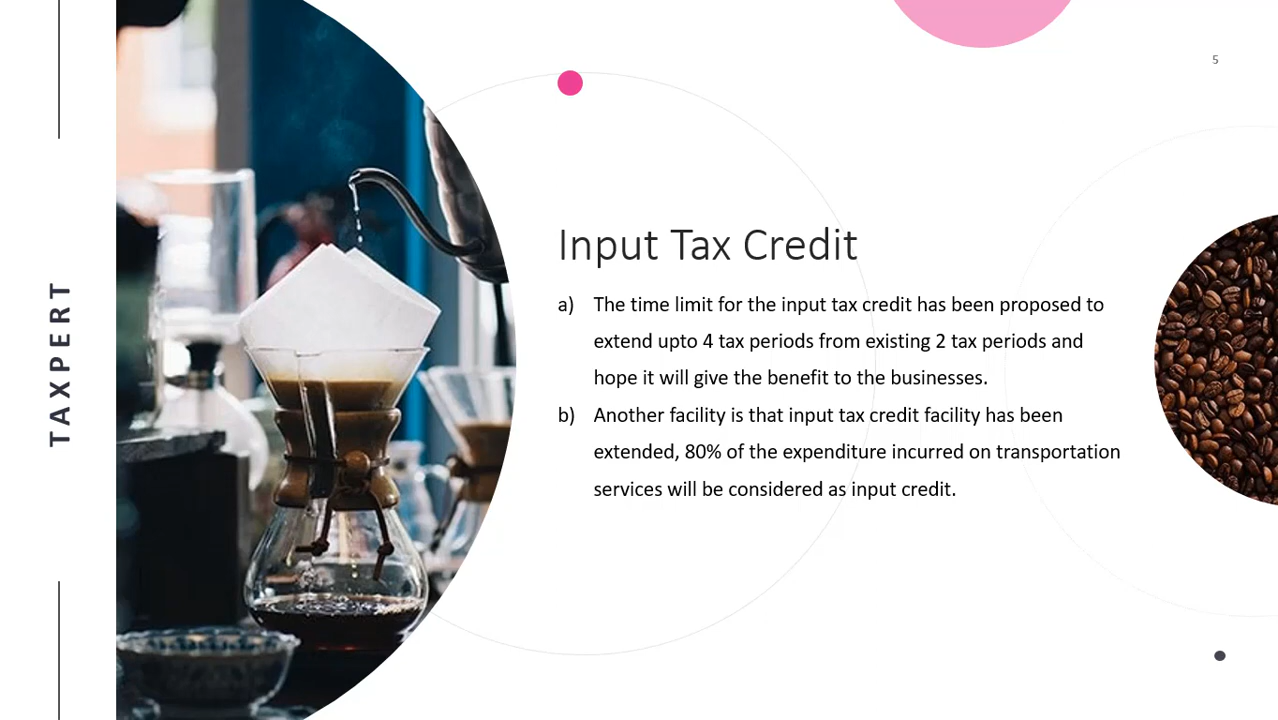 5
TAXPERT
Input Tax Credit
a) The time limit for the input tax credit has been proposed to
extend upto 4 tax periods from existing 2 tax periods and
hope it will give the benefit to the businesses.
b) Another facility is that input tax credit facility has been
extended, 80% of the expenditure incurred on transportation
services will be considered as input credit.